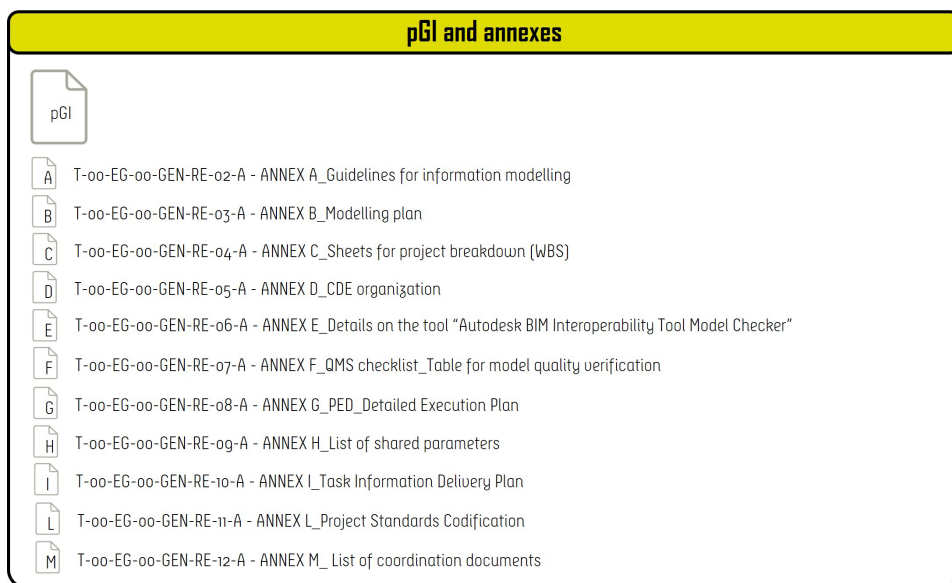 pGI and annexes
pGI
A T-00-EG-00-GEN-RE-02-A - ANNEX A_Guidelines for information modelling
B T-00-EG-00-GEN-RE-03-A - ANNEX B_Modelling plan
C T-00-EG-00-GEN-RE-04-A - ANNEX C_Sheets for project breakdown (WBS)
D T-00-EG-00-GEN-RE-05-A - ANNEX D_CDE organization
E T-00-EG-00-GEN-RE-06-A - ANNEX E_Details on the tool “Autodesk BIM Interoperability Tool Model Checker”
F T-00-EG-00-GEN-RE-07-A - ANNEX F_QMS checklist_Table for model quality verification
G T-00-EG-00-GEN-RE-08-A - ANNEX G_PED_Detailed Execution Plan
H T-00-EG-00-GEN-RE-09-A - ANNEX H_List of shared parameters
I T-00-EG-00-GEN-RE-10-A - ANNEX I_Task Information Delivery Plan
L T-00-EG-00-GEN-RE-11-A - ANNEX L_Project Standards Codification
M T-00-EG-00-GEN-RE-12-A - ANNEX M_ List of coordination documents